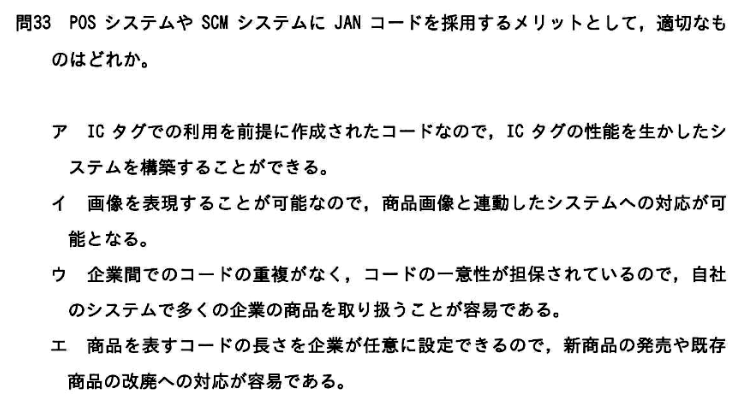 問33 POS システムや SCM システムに JAN コードを採用するメリットとして，適切なも
のはどれか。
ア IC タグでの利用を前提に作成されたコードなので，IC タグの性能を生かしたシ
ステムを構築することができる。
イ 画像を表現することが可能なので，商品画像と連動したシステムへの対応が可
能となる。
ウ 企業間でのコードの重複がなく，コードの一意性が担保されているので，自社
のシステムで多くの企業の商品を取り扱うことが容易である。
エ 商品を表すコードの長さを企業が任意に設定できるので，新商品の発売や既存
商品の改廃への対応が容易である。